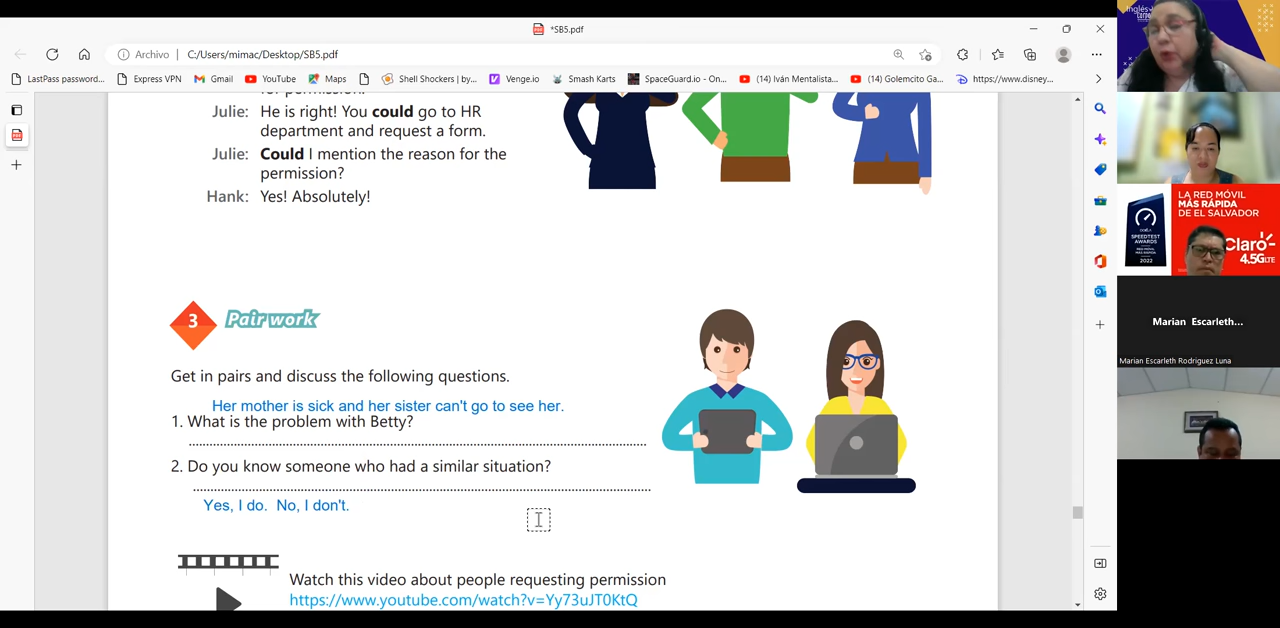 *SB5.pdf
Archivo
C:/Users/mimac/Desktop/SB5.pdf
LastPass password...
Express VPN
Gmail
YouTube
Maps
Shell Shockers | by...
Venge.io
Smash Karts
SpaceGuard.io - On...
(14) Iván Mentalista...
(14) Golemcito Ga...
https://www.disney...
for permission.
Julie: He is right! You could go to HR
department and request a form.
Julie: Could I mention the reason for the
permission?
Hank: Yes! Absolutely!
3 Pair work
Get in pairs and discuss the following questions.
Her mother is sick and her sister can't go to see her.
1. What is the problem with Betty?
2. Do you know someone who had a similar situation?
Yes, I do. No, I don't.
Watch this video about people requesting permission
https://www.youtube.com/watch?v=Yy73uJT0KtQ
Inglés
LA RED MÓVIL
MÁS RÁPIDA
DE EL SALVADOR
SPEEDTEST
AWARDS
2022
Claro
4.5G LTE
Marian Escarleth...
Marian Escarleth Rodriguez Luna